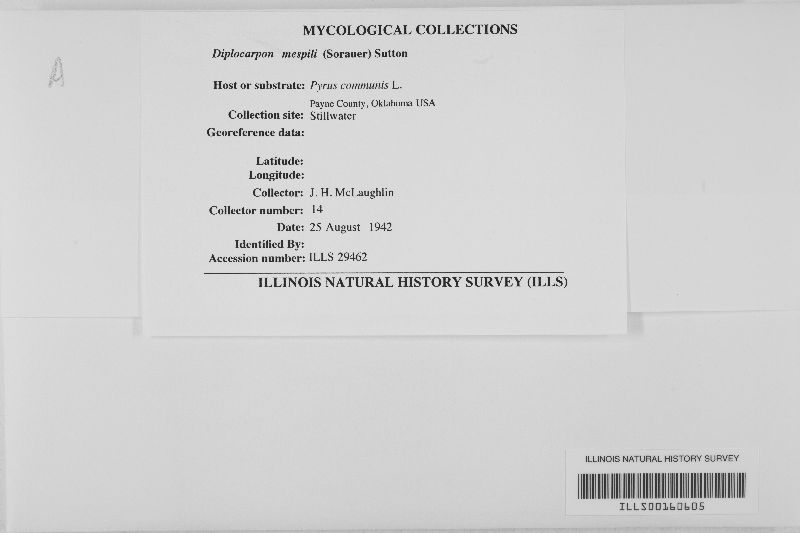 A
MYCOLOGICAL COLLECTIONS
Diplocarpon mespili (Sorauer) Sutton
Host or substrate: Pyrus communis L.
Payne County, Oklahoma USA
Collection site: Stillwater
Georeference data:
Latitude:
Longitude:
Collector: J. H. McLaughlin
Collector number: 14
Date: 25 August 1942
Identified By:
Accession number: ILLS 29462
ILLINOIS NATURAL HISTORY SURVEY (ILLS)
ILLINOIS NATURAL HISTORY SURVEY
ILLS00160605